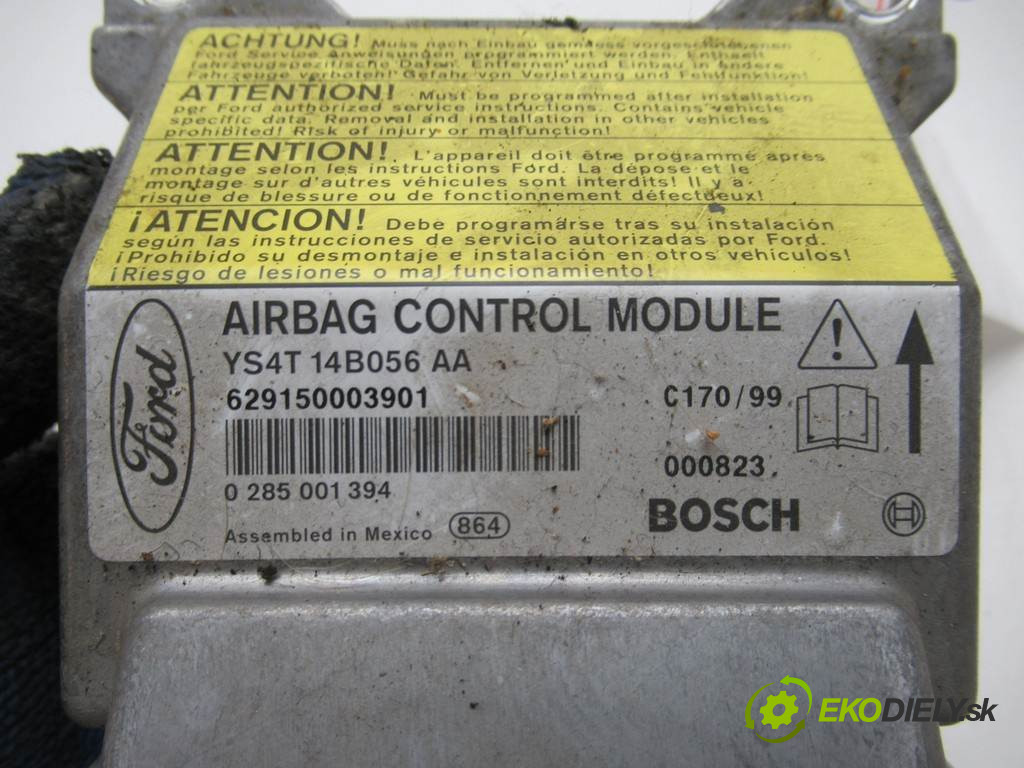 ACHTUNG! Muss nach Einbau gemäess vorgeschriebenen
Ford Service Anweisungen programmiert werden. Enthaelt
fahrzeugspezifische Daten. Entfernen und Einbau in andere
Fahrzeuge verboten! Gefahr von Verletzung und Fehlfunktion!
ATTENTION! Must be programmed after installation
per Ford authorized service instructions. Contains vehicle
specific data. Removal and installation in other vehicles
prohibited! Risk of injury or malfunction!
ATTENTION! L'appareil doit être programmé après
montage selon les instructions Ford. La dépose et le
montage sur d'autres véhicules sont interdits! Il y a
risque de blessure ou de fonctionnement défectueux!
¡ATENCION! Debe programárse tras su instalación
según las instrucciones de servicio autorizadas por Ford.
¡Prohibido su desmontaje e instalación en otros vehículos!
¡Riesgo de lesiones o mal funcionamiento!
Ford
AIRBAG CONTROL MODULE
YS4T 14B056 AA
629150003901
C170/99
000823
0 285 001 394
Assembled in Mexico 864
BOSCH
EKODIELY.sk